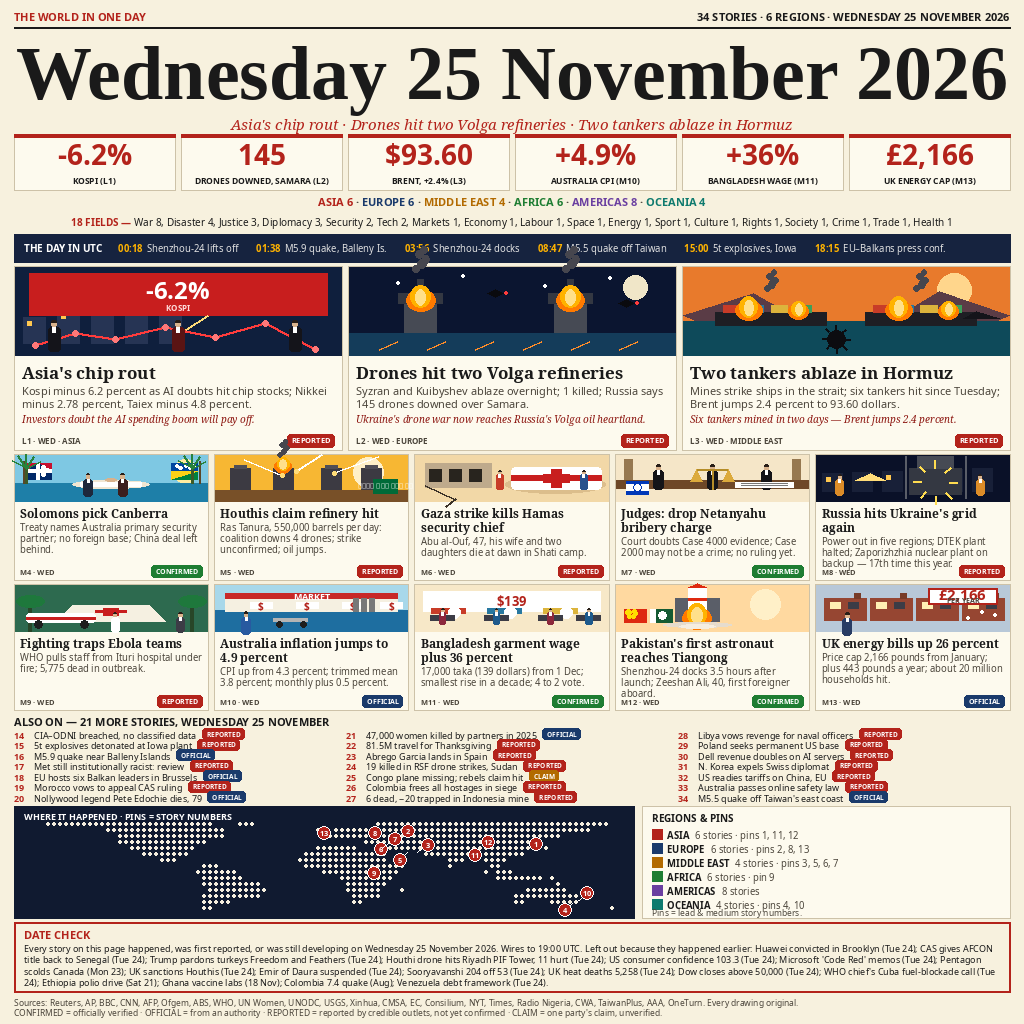 THE WORLD IN ONE DAY
34 STORIES · 6 REGIONS · WEDNESDAY 25 NOVEMBER 2026
Wednesday 25 November 2026
Asia's chip rout · Drones hit two Volga refineries · Two tankers ablaze in Hormuz
-6.2%
KOSPI (L1)
145
DRONES DOWNED, SAMARA (L2)
$93.60
BRENT, +2.4% (L3)
+4.9%
AUSTRALIA CPI (M10)
+36%
BANGLADESH WAGE (M11)
£2,166
UK ENERGY CAP (M13)
ASIA 6 · EUROPE 6 · MIDDLE EAST 4 · AFRICA 6 · AMERICAS 8 · OCEANIA 4
18 FIELDS — War 8, Disaster 4, Justice 3, Diplomacy 3, Security 2, Tech 2, Markets 1, Economy 1, Labour 1, Space 1, Energy 1, Sport 1, Culture 1, Rights 1, Society 1, Crime 1, Trade 1, Health 1
THE DAY IN UTC 00:18 Shenzhou-24 lifts off 01:38 M5.9 quake, Balleny Is. 03:56 Shenzhou-24 docks 08:47 M5.5 quake off Taiwan 15:00 5t explosives, Iowa 18:15 EU–Balkans press conf.
-6.2%
KOSPI
Asia's chip rout
Kospi minus 6.2 percent as AI doubts hit chip stocks; Nikkei
minus 2.78 percent, Taiex minus 4.8 percent.
Investors doubt the AI spending boom will pay off.
L1 · WED · ASIA
REPORTED
Drones hit two Volga refineries
Syzran and Kuibyshev ablaze overnight; 1 killed; Russia says
145 drones downed over Samara.
Ukraine's drone war now reaches Russia's Volga oil heartland.
L2 · WED · EUROPE
REPORTED
Two tankers ablaze in Hormuz
Mines strike ships in the strait; six tankers hit since Tuesday;
Brent jumps 2.4 percent to 93.60 dollars.
Six tankers mined in two days — Brent jumps 2.4 percent.
L3 · WED · MIDDLE EAST
REPORTED
Solomons pick Canberra
Treaty names Australia primary security
partner; no foreign base; China deal left
behind.
M4 · WED
CONFIRMED
Houthis claim refinery hit
Ras Tanura, 550,000 barrels per day:
coalition downs 4 drones; strike
unconfirmed; oil jumps.
M5 · WED
REPORTED
Gaza strike kills Hamas
security chief
Abu al-Ouf, 47, his wife and two
daughters die at dawn in Shati camp.
M6 · WED
REPORTED
Judges: drop Netanyahu
bribery charge
Court doubts Case 4000 evidence; Case
2000 may not be a crime; no ruling yet.
M7 · WED
CONFIRMED
Russia hits Ukraine's grid
again
Power out in five regions; DTEK plant
halted; Zaporizhzhia nuclear plant on
backup — 17th time this year.
M8 · WED
REPORTED
Fighting traps Ebola teams
WHO pulls staff from Ituri hospital under
fire; 5,775 dead in outbreak.
M9 · WED
REPORTED
MARKET
$ $ $ $
Australia inflation jumps to
4.9 percent
CPI up from 4.3 percent; trimmed mean
3.8 percent; monthly plus 0.5 percent.
M10 · WED
OFFICIAL
$139
Bangladesh garment wage
plus 36 percent
17,000 taka (139 dollars) from 1 Dec;
smallest rise in a decade; 4 to 2 vote.
M11 · WED
CONFIRMED
Pakistan's first astronaut
reaches Tiangong
Shenzhou-24 docks 3.5 hours after
launch; Zeeshan Ali, 40, first foreigner
aboard.
M12 · WED
CONFIRMED
£2,166
UK energy bills up 26 percent
Price cap 2,166 pounds from January;
plus 443 pounds a year; about 20 million
households hit.
M13 · WED
OFFICIAL
ALSO ON — 21 MORE STORIES, WEDNESDAY 25 NOVEMBER
14 CIA–ODNI breached, no classified data REPORTED
15 5t explosives detonated at Iowa plant REPORTED
16 M5.9 quake near Balleny Islands OFFICIAL
17 Met still institutionally racist: review REPORTED
18 EU hosts six Balkan leaders in Brussels OFFICIAL
19 Morocco vows to appeal CAS ruling REPORTED
20 Nollywood legend Pete Edochie dies, 79 OFFICIAL
21 47,000 women killed by partners in 2025 OFFICIAL
22 81.5M travel for Thanksgiving REPORTED
23 Abrego Garcia lands in Spain REPORTED
24 19 killed in RSF drone strikes, Sudan REPORTED
25 Congo plane missing; rebels claim hit CLAIM
26 Colombia frees all hostages in siege REPORTED
27 6 dead, ~20 trapped in Indonesia mine REPORTED
28 Libya vows revenge for naval officers REPORTED
29 Poland seeks permanent US base REPORTED
30 Dell revenue doubles on AI servers REPORTED
31 N. Korea expels Swiss diplomat REPORTED
32 US readies tariffs on China, EU REPORTED
33 Australia passes online safety law REPORTED
34 M5.5 quake off Taiwan's east coast OFFICIAL
WHERE IT HAPPENED · PINS = STORY NUMBERS
13 8 2 7 6 3 12 1 11 5 9 10 4
REGIONS & PINS
ASIA 6 stories · pins 1, 11, 12
EUROPE 6 stories · pins 2, 8, 13
MIDDLE EAST 4 stories · pins 3, 5, 6, 7
AFRICA 6 stories · pin 9
AMERICAS 8 stories
OCEANIA 4 stories · pins 4, 10
Pins = lead & medium story numbers.
DATE CHECK
Every story on this page happened, was first reported, or was still developing on Wednesday 25 November 2026. Wires to 19:00 UTC. Left out because they happened earlier: Huawei convicted in Brooklyn (Tue 24); CAS gives AFCON
title back to Senegal (Tue 24); Trump pardons turkeys Freedom and Feathers (Tue 24); Houthi drone hits Riyadh PIF Tower, 11 hurt (Tue 24); US consumer confidence 103.3 (Tue 24); Microsoft 'Code Red' memos (Tue 24); Pentagon
scolds Canada (Mon 23); UK sanctions Houthis (Tue 24); Emir of Daura suspended (Tue 24); Sooryavanshi 204 off 53 (Tue 24); UK heat deaths 5,258 (Tue 24); Dow closes above 50,000 (Tue 24); WHO chief's Cuba fuel-blockade call (Tue
24); Ethiopia polio drive (Sat 21); Ghana vaccine labs (18 Nov); Colombia 7.4 quake (Aug); Venezuela debt framework (Tue 24).
Sources: Reuters, AP, BBC, CNN, AFP, Ofgem, ABS, WHO, UN Women, UNODC, USGS, Xinhua, CMSA, EC, Consilium, NYT, Times, Radio Nigeria, CWA, TaiwanPlus, AAA, OneTurn. Every drawing original.
CONFIRMED = officially verified · OFFICIAL = from an authority · REPORTED = reported by credible outlets, not yet confirmed · CLAIM = one party's claim, unverified.